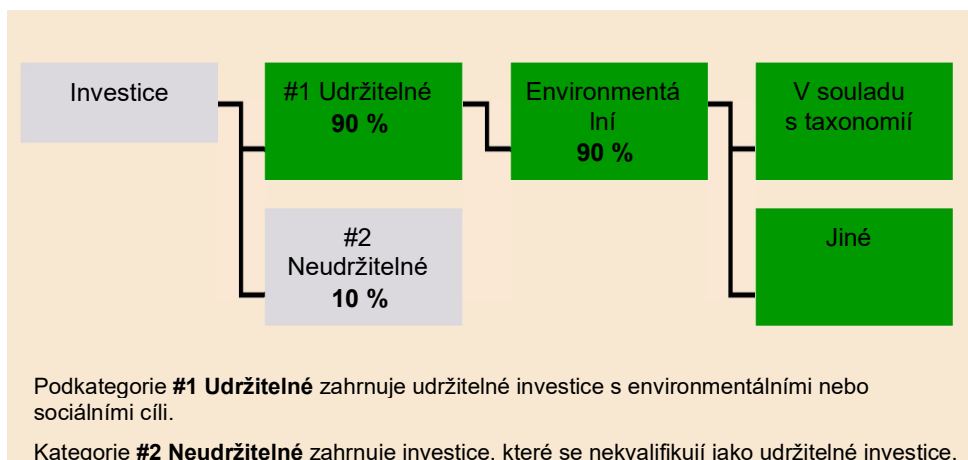 Investice
#1 Udržitelné
90 %
Environmentá
lní
90 %
V souladu
s taxonomií
#2
Neudržitelné
10 %
Jiné
Podkategorie #1 Udržitelné zahrnuje udržitelné investice s environmentálními nebo
sociálními cíli.
Kategorie #2 Neudržitelné zahrnuje investice, které se nekvalifikují jako udržitelné investice.